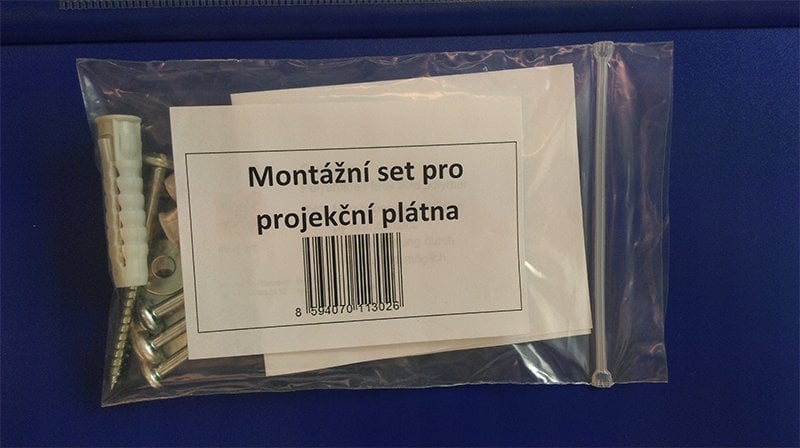 Montážní set pro
projekční plátna
8 594070 113026